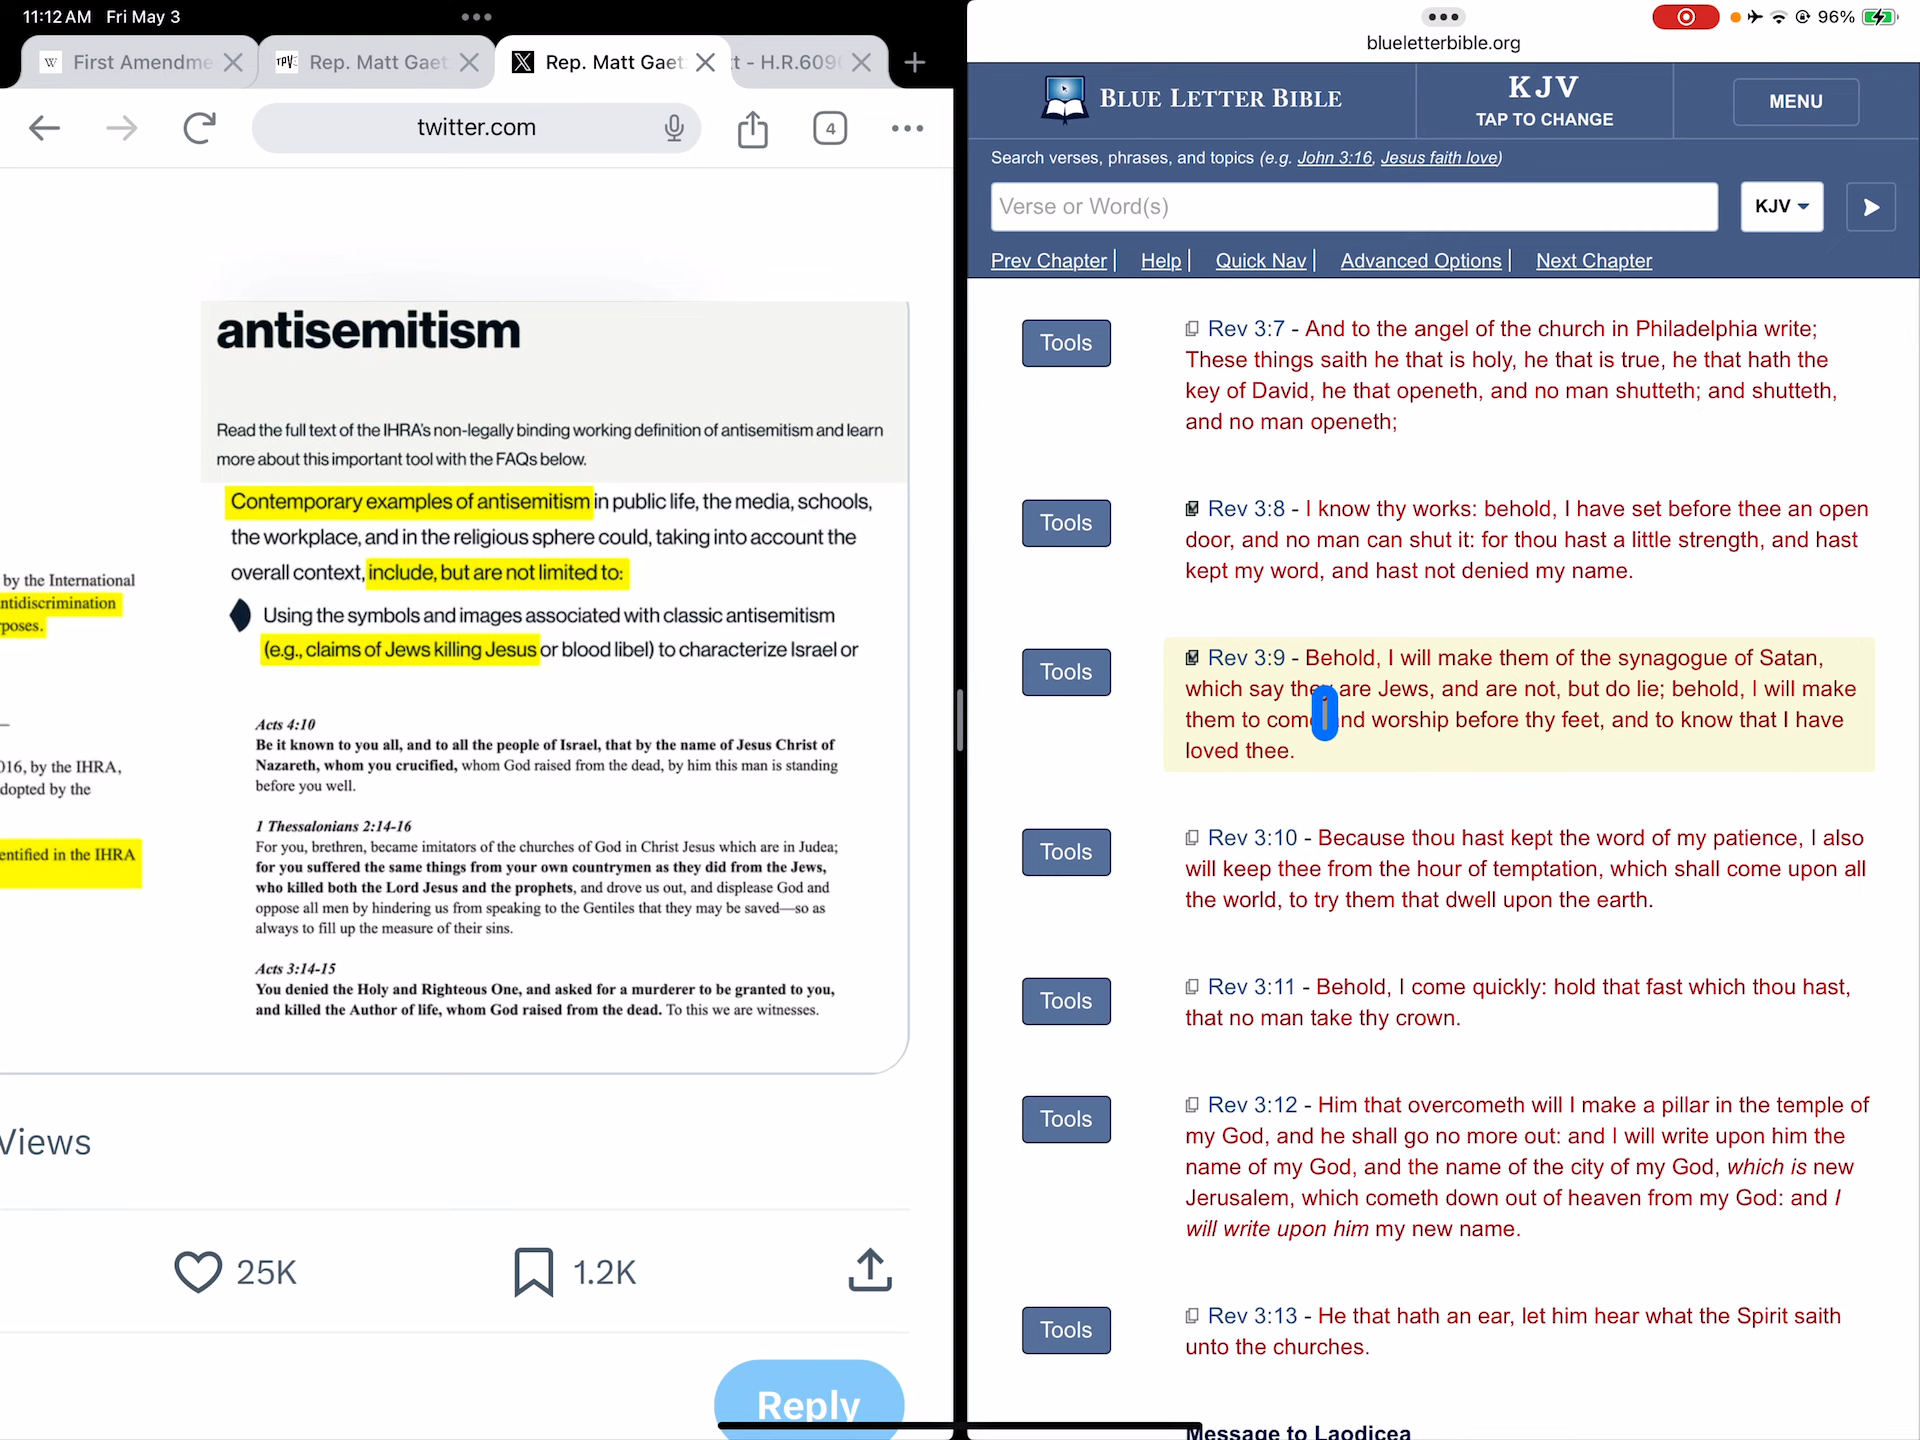 11:12 AM Fri May 3
W First Amendme
TPV Rep. Matt Gaet
X Rep. Matt Gaet
t - H.R.609
twitter.com
4
antisemitism
Read the full text of the IHRA's non-legally binding working definition of antisemitism and learn
more about this important tool with the FAQs below.
Contemporary examples of antisemitism in public life, the media, schools,
the workplace, and in the religious sphere could, taking into account the
overall context, include, but are not limited to:
Using the symbols and images associated with classic antisemitism
(e.g., claims of Jews killing Jesus or blood libel) to characterize Israel or
by the International
ntidiscrimination
poses.
016, by the IHRA,
dopted by the
entified in the IHRA
Acts 4:10
Be it known to you all, and to all the people of Israel, that by the name of Jesus Christ of
Nazareth, whom you crucified, whom God raised from the dead, by him this man is standing
before you well.
1 Thessalonians 2:14-16
For you, brethren, became imitators of the churches of God in Christ Jesus which are in Judea;
for you suffered the same things from your own countrymen as they did from the Jews,
who killed both the Lord Jesus and the prophets, and drove us out, and displease God and
oppose all men by hindering us from speaking to the Gentiles that they may be saved—so as
always to fill up the measure of their sins.
Acts 3:14-15
You denied the Holy and Righteous One, and asked for a murderer to be granted to you,
and killed the Author of life, whom God raised from the dead. To this we are witnesses.
Views
25K
1.2K
Reply
96%
blueletterbible.org
BLUE LETTER BIBLE
KJV
TAP TO CHANGE
MENU
Search verses, phrases, and topics (e.g. John 3:16, Jesus faith love)
Verse or Word(s)
KJV
Prev Chapter | Help | Quick Nav | Advanced Options | Next Chapter
Tools
Rev 3:7 - And to the angel of the church in Philadelphia write;
These things saith he that is holy, he that is true, he that hath the
key of David, he that openeth, and no man shutteth; and shutteth,
and no man openeth;
Tools
Rev 3:8 - I know thy works: behold, I have set before thee an open
door, and no man can shut it: for thou hast a little strength, and hast
kept my word, and hast not denied my name.
Tools
Rev 3:9 - Behold, I will make them of the synagogue of Satan,
which say they are Jews, and are not, but do lie; behold, I will make
them to come and worship before thy feet, and to know that I have
loved thee.
Tools
Rev 3:10 - Because thou hast kept the word of my patience, I also
will keep thee from the hour of temptation, which shall come upon all
the world, to try them that dwell upon the earth.
Tools
Rev 3:11 - Behold, I come quickly: hold that fast which thou hast,
that no man take thy crown.
Tools
Rev 3:12 - Him that overcometh will I make a pillar in the temple of
my God, and he shall go no more out: and I will write upon him the
name of my God, and the name of the city of my God, which is new
Jerusalem, which cometh down out of heaven from my God: and I
will write upon him my new name.
Tools
Rev 3:13 - He that hath an ear, let him hear what the Spirit saith
unto the churches.
Message to Laodicea